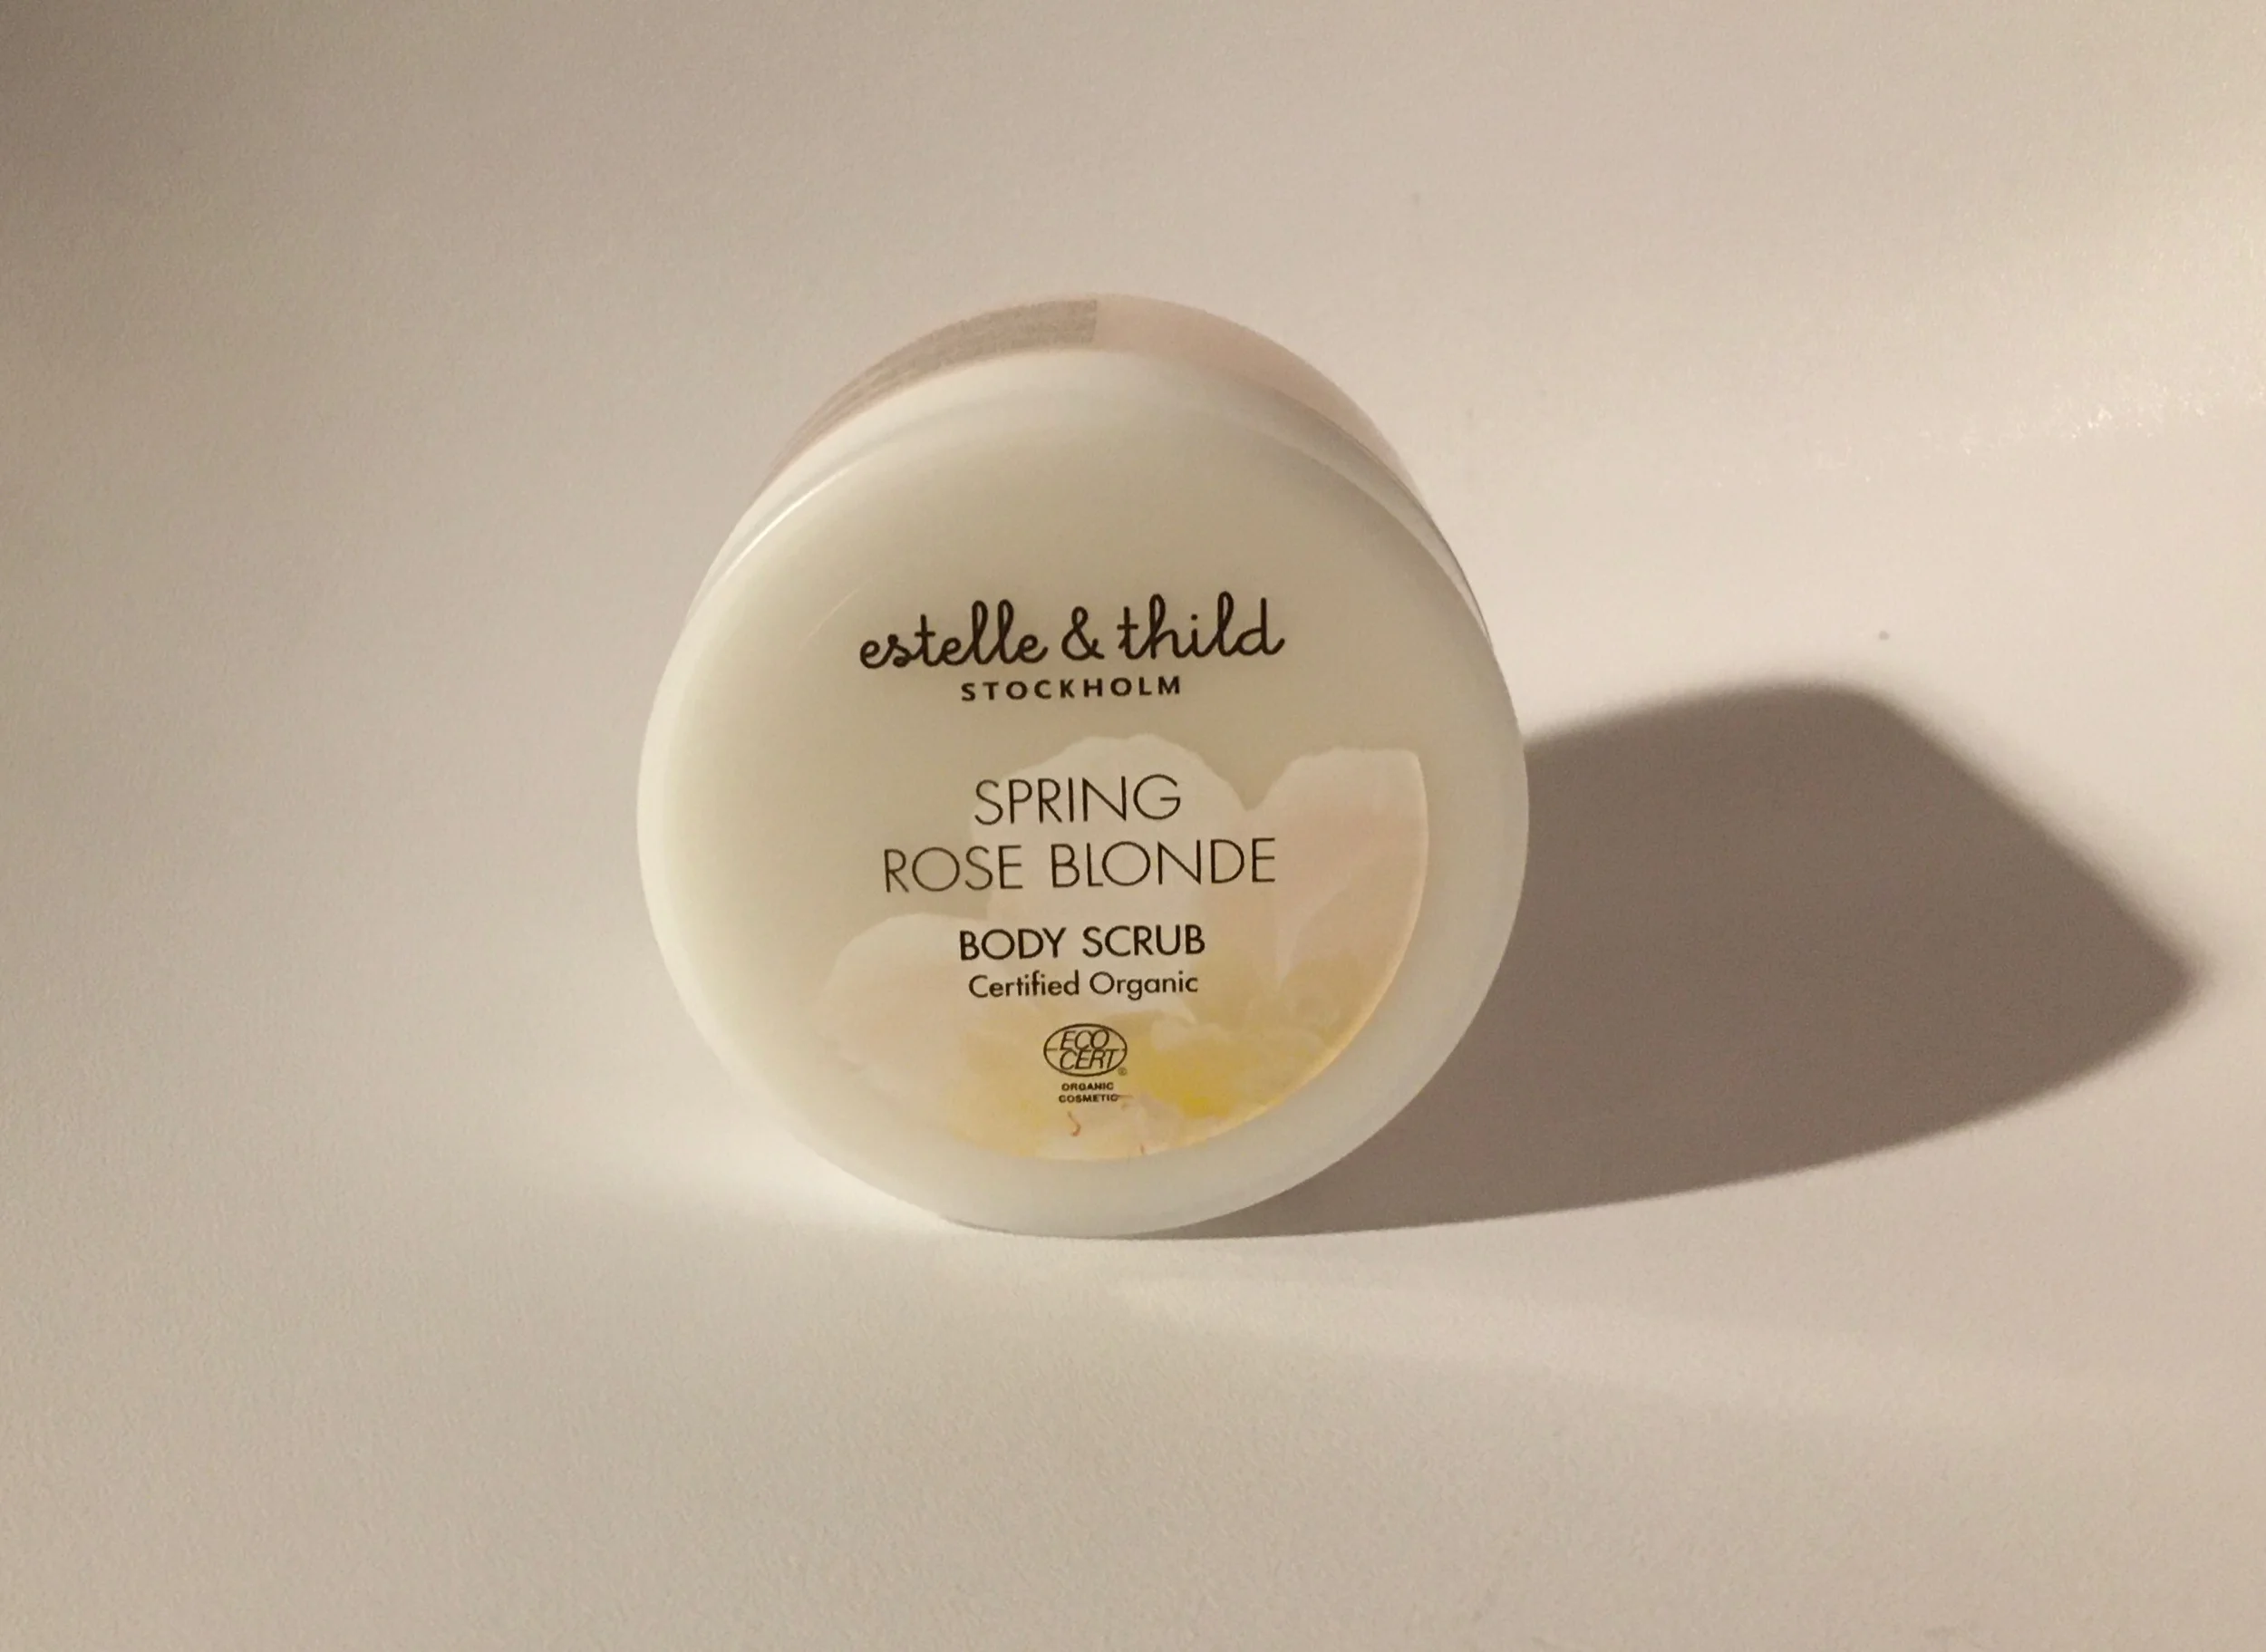 estelle & thild
STOCKHOLM
SPRING
ROSE BLONDE
BODY SCRUB
Certified Organic
ECO
CERT
®
ORGANIC
COSMETIC